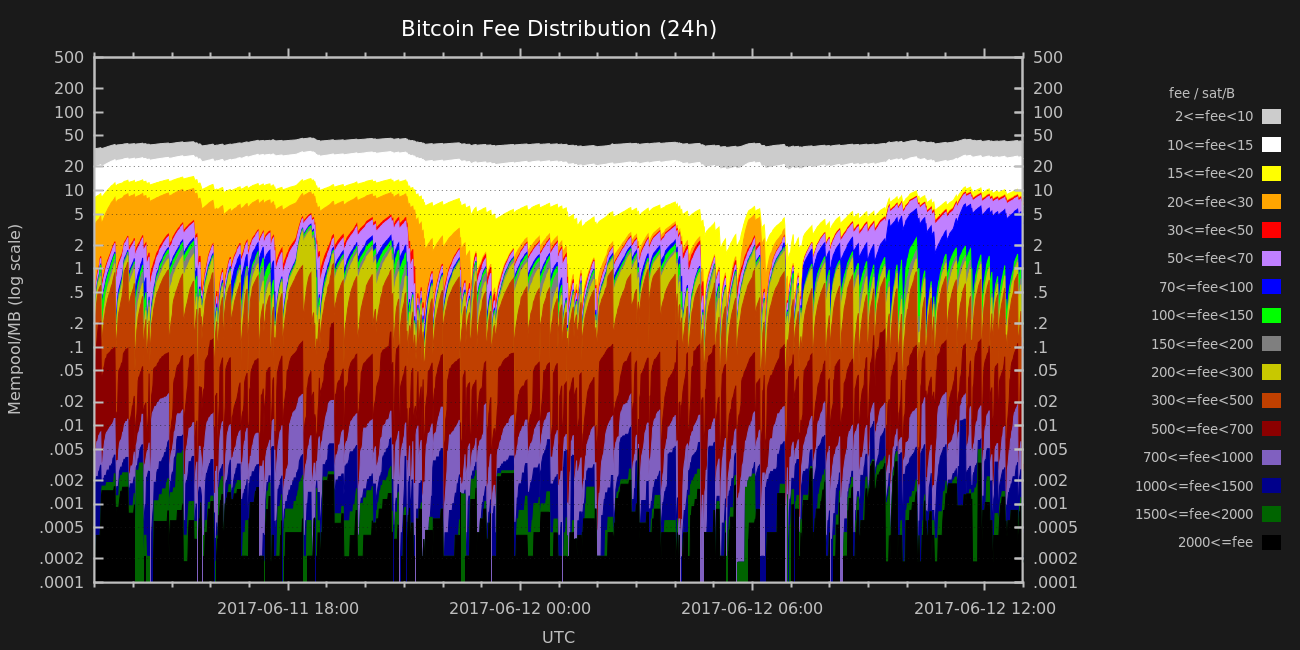 Bitcoin Fee Distribution (24h)
500
200
100
50
20
10
5
2
1
.5
.2
.1
.05
.02
.01
.005
.002
.001
.0005
.0002
.0001
Mempool/MB (log scale)
500
200
100
50
20
10
5
2
1
.5
.2
.1
.05
.02
.01
.005
.002
.001
.0005
.0002
.0001
2017-06-11 18:00
2017-06-12 00:00
2017-06-12 06:00
2017-06-12 12:00
UTC
fee / sat/B
2<=fee<10
10<=fee<15
15<=fee<20
20<=fee<30
30<=fee<50
50<=fee<70
70<=fee<100
100<=fee<150
150<=fee<200
200<=fee<300
300<=fee<500
500<=fee<700
700<=fee<1000
1000<=fee<1500
1500<=fee<2000
2000<=fee